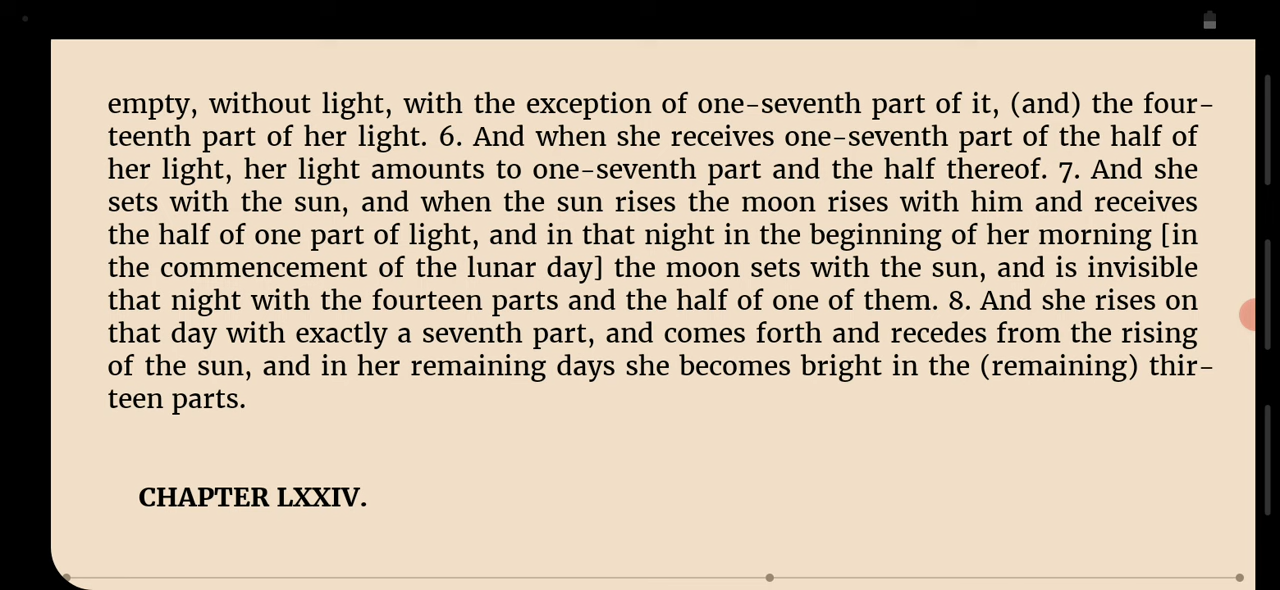 empty, without light, with the exception of one-seventh part of it, (and) the four-
teenth part of her light. 6. And when she receives one-seventh part of the half of
her light, her light amounts to one-seventh part and the half thereof. 7. And she
sets with the sun, and when the sun rises the moon rises with him and receives
the half of one part of light, and in that night in the beginning of her morning [in
the commencement of the lunar day] the moon sets with the sun, and is invisible
that night with the fourteen parts and the half of one of them. 8. And she rises on
that day with exactly a seventh part, and comes forth and recedes from the rising
of the sun, and in her remaining days she becomes bright in the (remaining) thir-
teen parts.
CHAPTER LXXIV.